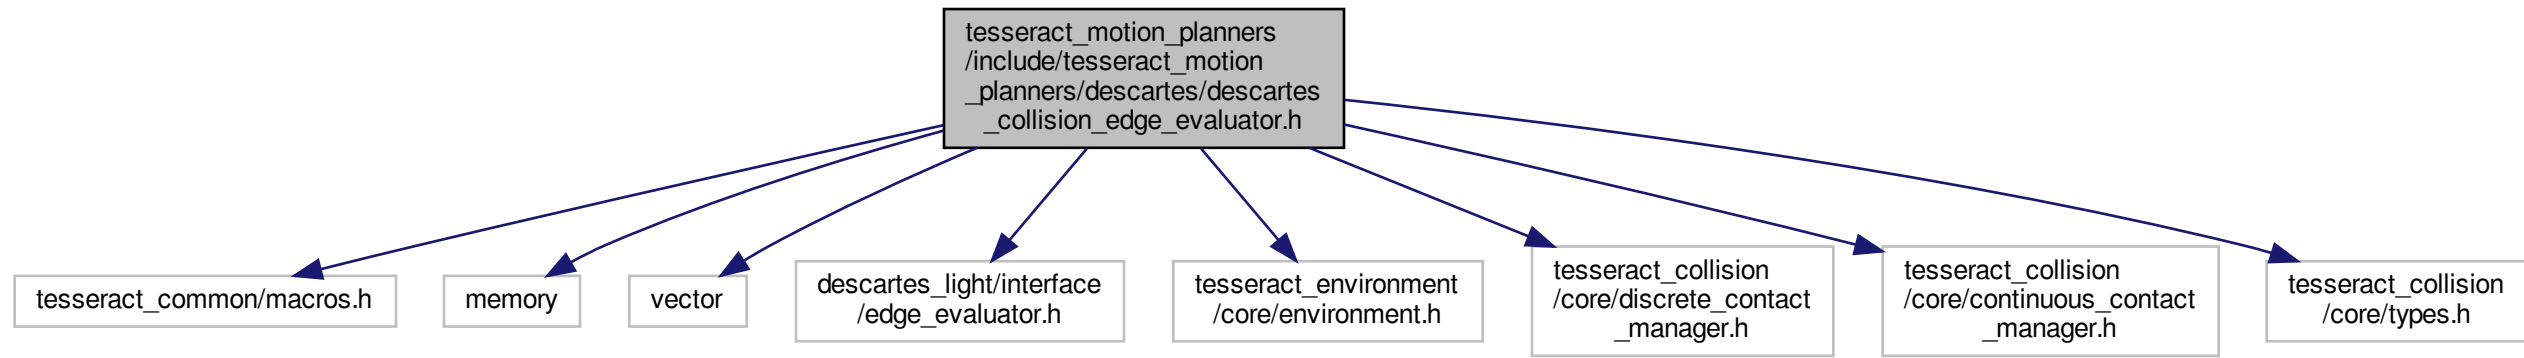 tesseract_motion_planners
/include/tesseract_motion
_planners/descartes/descartes
_collision_edge_evaluator.h
tesseract_common/macros.h
memory
vector
descartes_light/interface
/edge_evaluator.h
tesseract_environment
/core/environment.h
tesseract_collision
/core/discrete_contact
_manager.h
tesseract_collision
/core/continuous_contact
_manager.h
tesseract_collision
/core/types.h